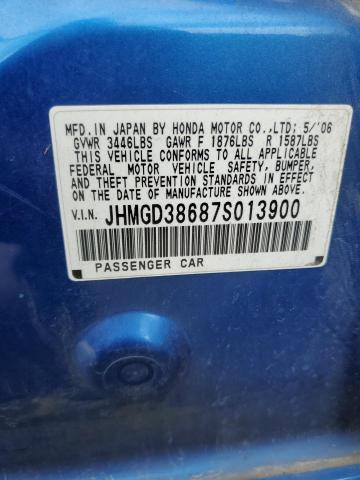 MFD. IN JAPAN BY HONDA MOTOR CO., LTD; 5/'06
GVWR 3446LBS GAWR F 1876LBS R 1587LBS
THIS VEHICLE CONFORMS TO ALL APPLICABLE
FEDERAL MOTOR VEHICLE SAFETY, BUMPER,
AND THEFT PREVENTION STANDARDS IN EFFECT
ON THE DATE OF MANUFACTURE SHOWN ABOVE.
V.I.N. JHMGD38687S013900
PASSENGER CAR